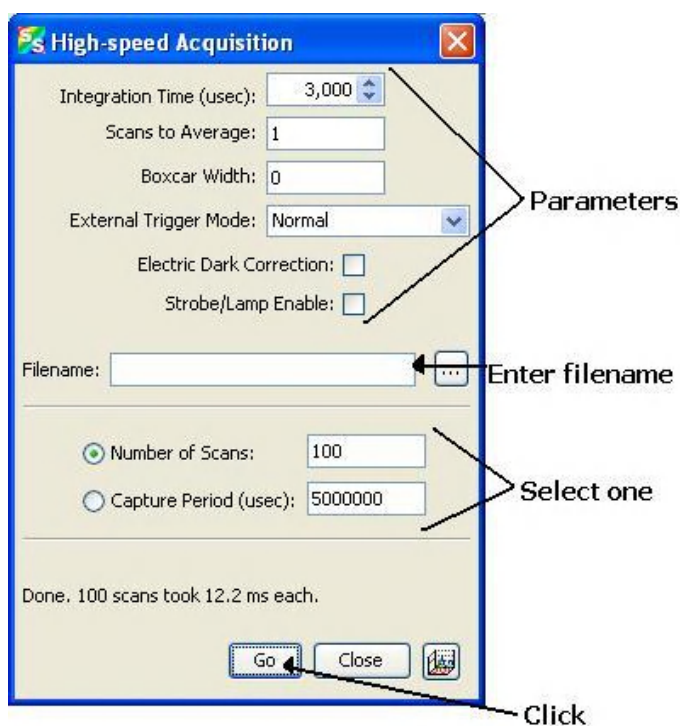 SS High-speed Acquisition
Integration Time (usec): 3,000
Scans to Average: 1
Boxcar Width: 0
Parameters
External Trigger Mode: Normal
Electric Dark Correction:
Strobe/Lamp Enable:
Filename: ...
Enter filename
Number of Scans: 100
Select one
Capture Period (usec): 5000000
Done. 100 scans took 12.2 ms each.
Go Close
Click